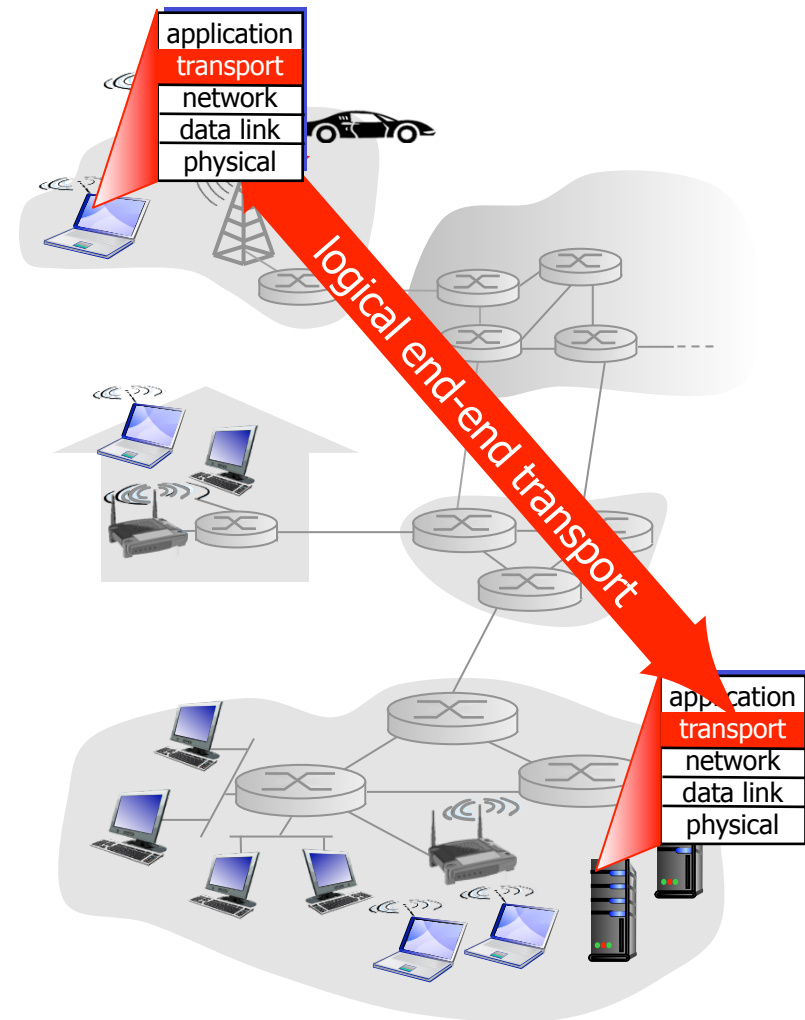 application
transport
network
data link
physical
logical end-end transport
application
transport
network
data link
physical